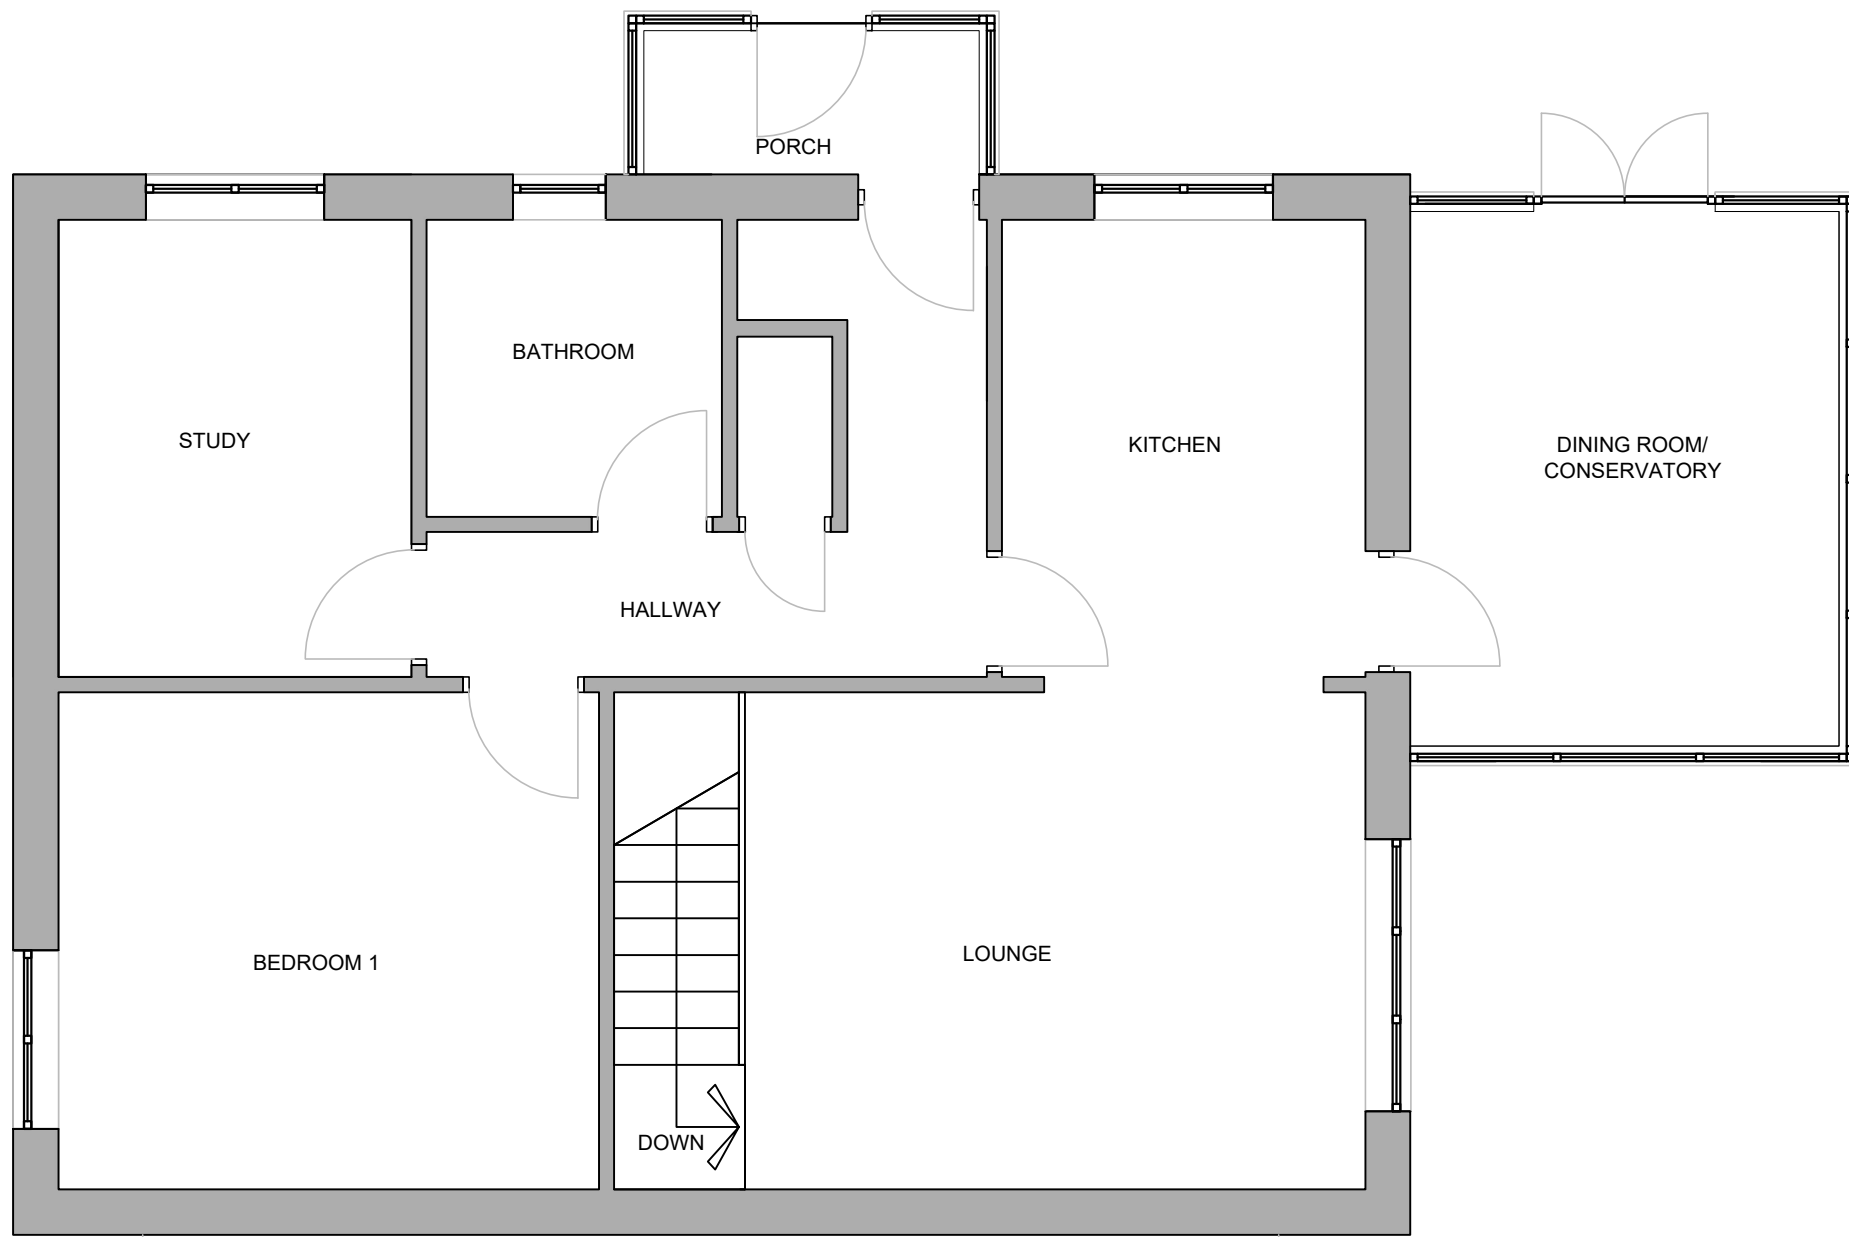 PORCH
BATHROOM
STUDY
KITCHEN
DINING ROOM/
CONSERVATORY
HALLWAY
BEDROOM 1
LOUNGE
DOWN